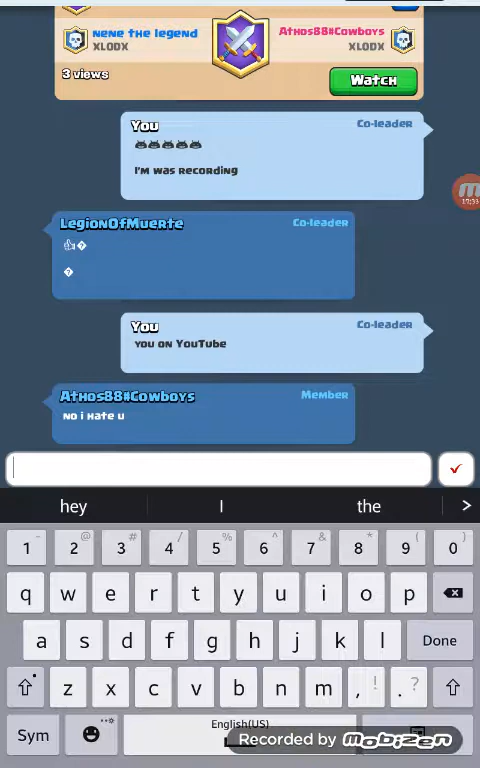 nene the legend
XLODX
Athos88#Cowboys
XLODX
3 views
Watch
You
Co-leader
I'm was recording
LegionOfMuerte
Co-leader
You
Co-leader
you on YouTube
Athos88#Cowboys
Member
no i hate u
17:33
hey I the >
1 - 2 @ 3 # 4 / 5 % 6 ^ 7 & 8 * 9 ( 0 )
q w e r t y u i o p
a s d f g h j k l Done
z x c v b n m , ! . ?
Sym English(US)
Recorded by mobizen